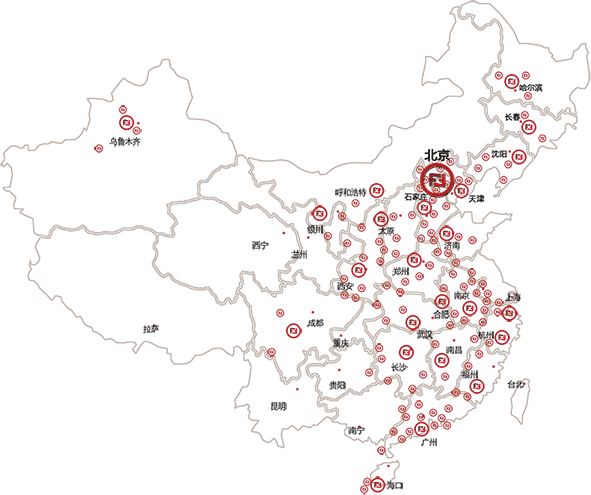 哈尔滨
长春
乌鲁木齐
沈阳
北京
呼和浩特
石家庄
天津
银川
太原
西宁
济南
兰州
郑州
西安
南京
上海
合肥
成都
拉萨
武汉
杭州
重庆
南昌
长沙
福州
贵阳
台北
昆明
南宁
广州
海口